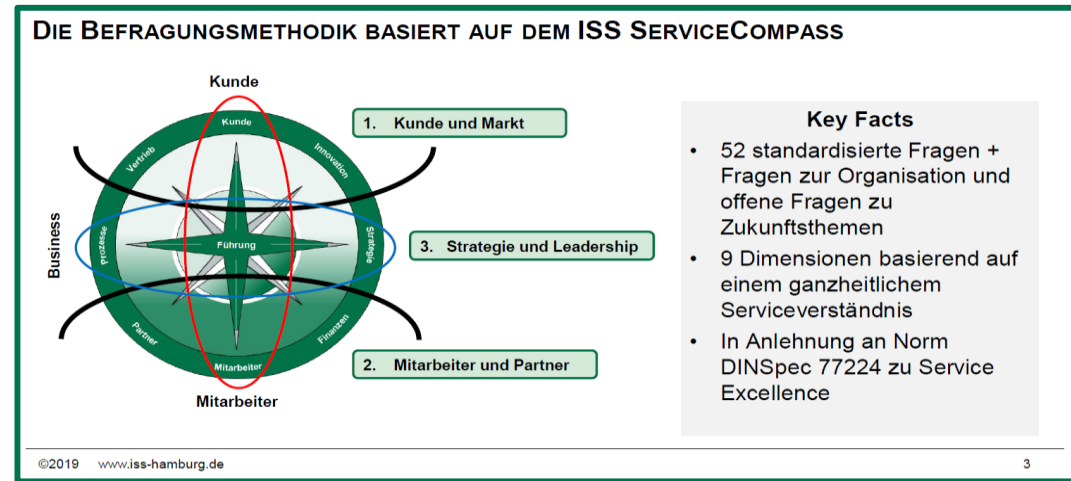 DIE BEFRAGUNGSMETHODIK BASIERT AUF DEM ISS SERVICECOMPASS
Kunde
Kunde
Innovation
Strategie
Finanzen
Mitarbeiter
Partner
Prozesse
Vertrieb
Führung
Business
Mitarbeiter
1. Kunde und Markt
3. Strategie und Leadership
2. Mitarbeiter und Partner
Key Facts
• 52 standardisierte Fragen +
Fragen zur Organisation und
offene Fragen zu
Zukunftsthemen
• 9 Dimensionen basierend auf
einem ganzheitlichem
Serviceverständnis
• In Anlehnung an Norm
DINSpec 77224 zu Service
Excellence
©2019 www.iss-hamburg.de
3